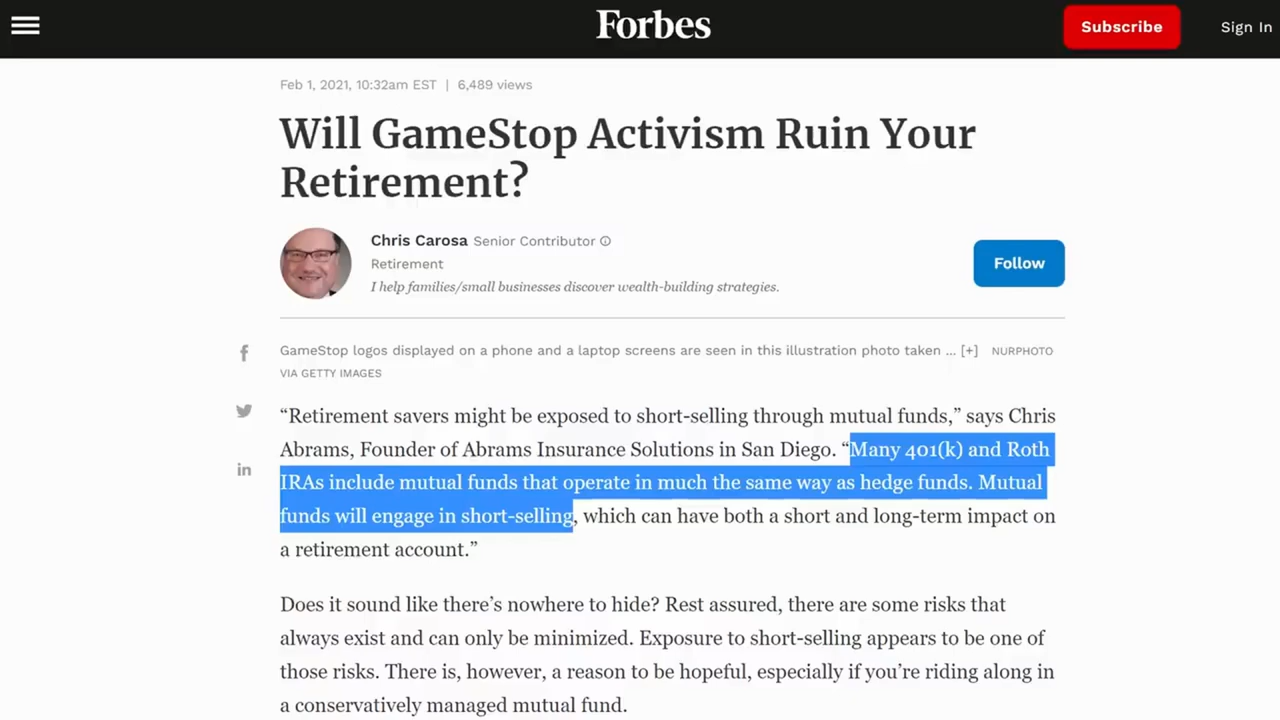 Forbes
Subscribe
Sign In
Feb 1, 2021, 10:32am EST | 6,489 views
Will GameStop Activism Ruin Your
Retirement?
Chris Carosa Senior Contributor
Retirement
I help families/small businesses discover wealth-building strategies.
Follow
GameStop logos displayed on a phone and a laptop screens are seen in this illustration photo taken ... [+] NURPHOTO
VIA GETTY IMAGES
“Retirement savers might be exposed to short-selling through mutual funds,” says Chris
Abrams, Founder of Abrams Insurance Solutions in San Diego. “Many 401(k) and Roth
IRAs include mutual funds that operate in much the same way as hedge funds. Mutual
funds will engage in short-selling, which can have both a short and long-term impact on
a retirement account.”
Does it sound like there’s nowhere to hide? Rest assured, there are some risks that
always exist and can only be minimized. Exposure to short-selling appears to be one of
those risks. There is, however, a reason to be hopeful, especially if you’re riding along in
a conservatively managed mutual fund.